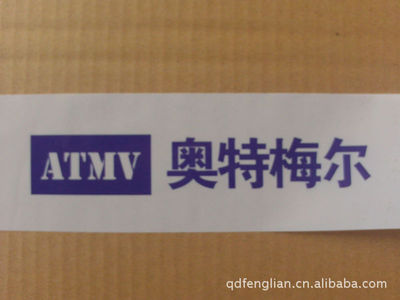 ATMV 奥特梅尔
qdfenglian.cn.alibaba.com